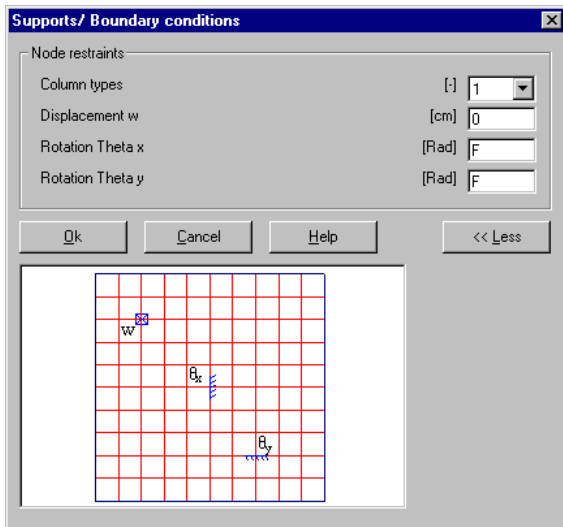 Supports/ Boundary conditions
Node restraints
Column types [-] 1
Displacement w [cm] 0
Rotation Theta x [Rad] F
Rotation Theta y [Rad] F
Ok Cancel Help << Less
w
θx
θy